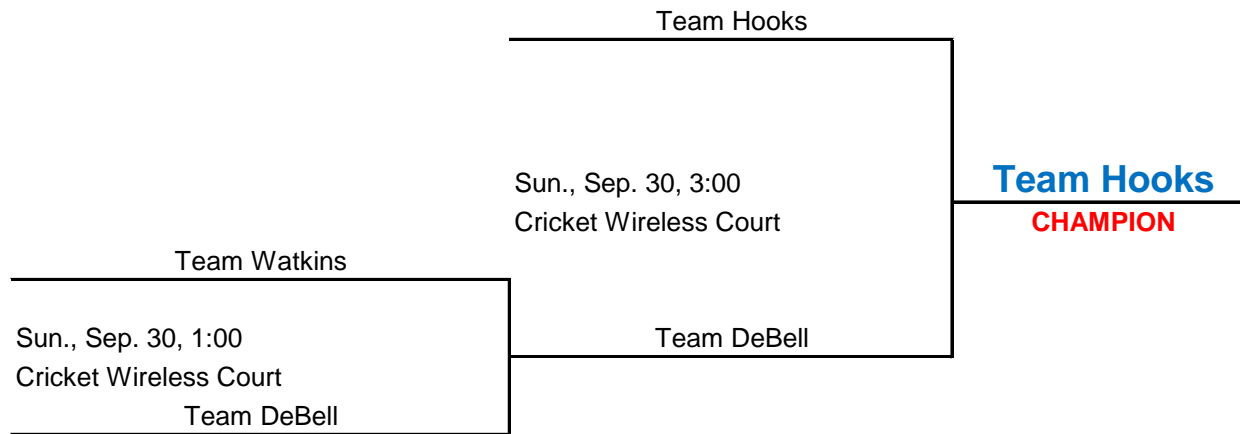 Team Hooks
Sun., Sep. 30, 3:00
Cricket Wireless Court
Team Hooks
CHAMPION
Team Watkins
Sun., Sep. 30, 1:00
Cricket Wireless Court
Team DeBell
Team DeBell